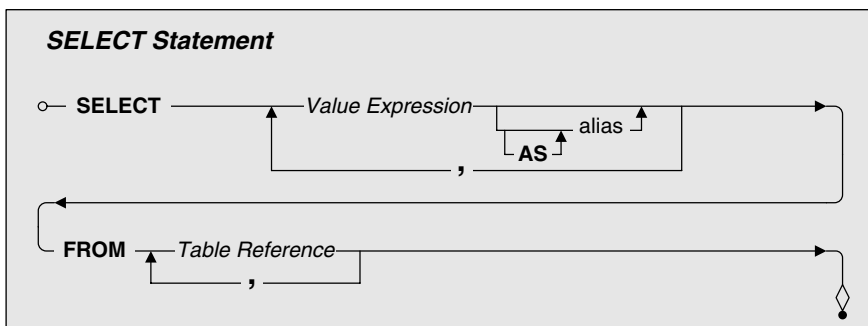 SELECT Statement
SELECT Value Expression alias
AS
,
FROM Table Reference
,